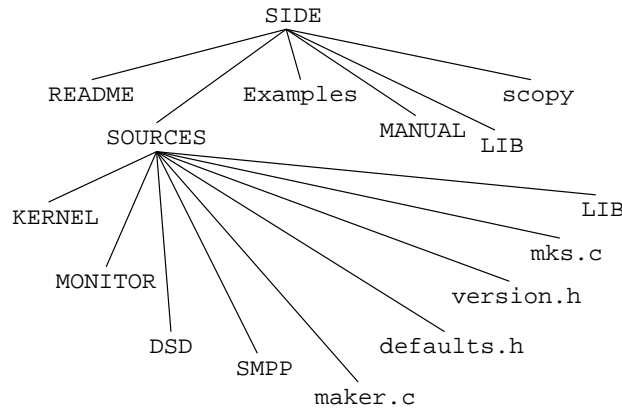 SIDE
README
Examples
scopy
MANUAL
SOURCES
LIB
KERNEL
LIB
mks.c
MONITOR
version.h
DSD
defaults.h
SMPP
maker.c